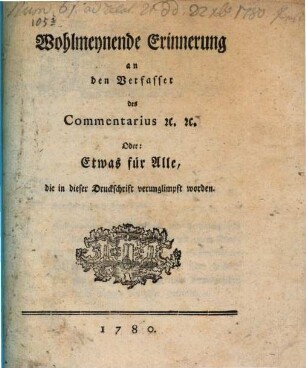 Wohlmeynende Erinnerung
an
den Verfasser
des
Commentarius ꝛc. ꝛc.
Oder:
Etwas für Alle,
die in dieser Druckschrift verunglimpft worden.
1780.